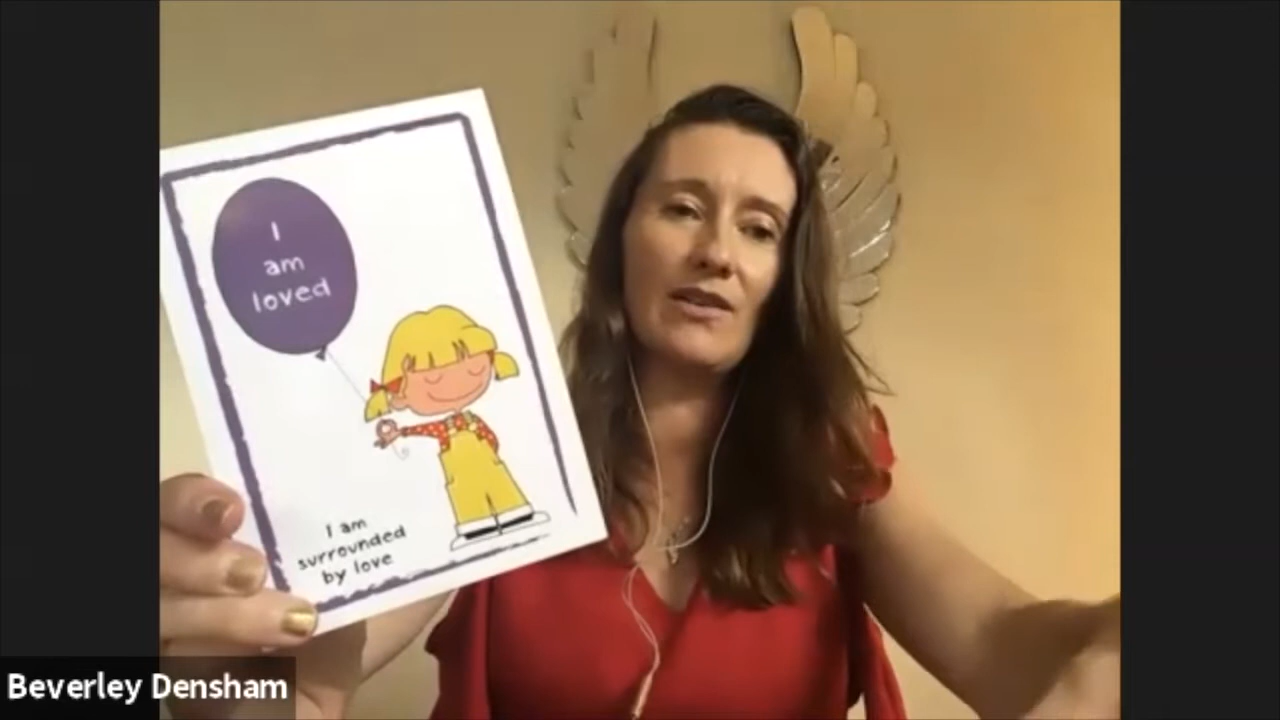 I
am
loved
I am
surrounded
by love
Beverley Densham